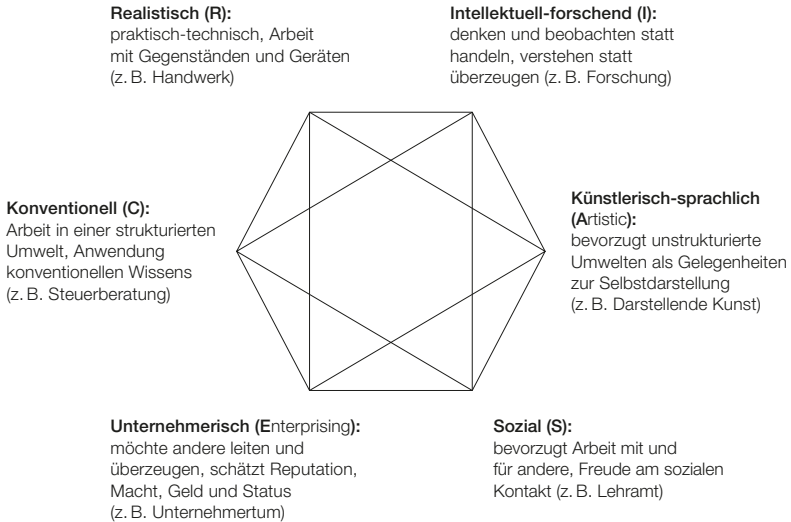 Realistisch (R):
praktisch-technisch, Arbeit
mit Gegenständen und Geräten
(z. B. Handwerk)
Intellektuell-forschend (I):
denken und beobachten statt
handeln, verstehen statt
überzeugen (z. B. Forschung)
Konventionell (C):
Arbeit in einer strukturierten
Umwelt, Anwendung
konventionellen Wissens
(z. B. Steuerberatung)
Künstlerisch-sprachlich
(Artistic):
bevorzugt unstrukturierte
Umwelten als Gelegenheiten
zur Selbstdarstellung
(z. B. Darstellende Kunst)
Unternehmerisch (Enterprising):
möchte andere leiten und
überzeugen, schätzt Reputation,
Macht, Geld und Status
(z. B. Unternehmertum)
Sozial (S):
bevorzugt Arbeit mit und
für andere, Freude am sozialen
Kontakt (z. B. Lehramt)